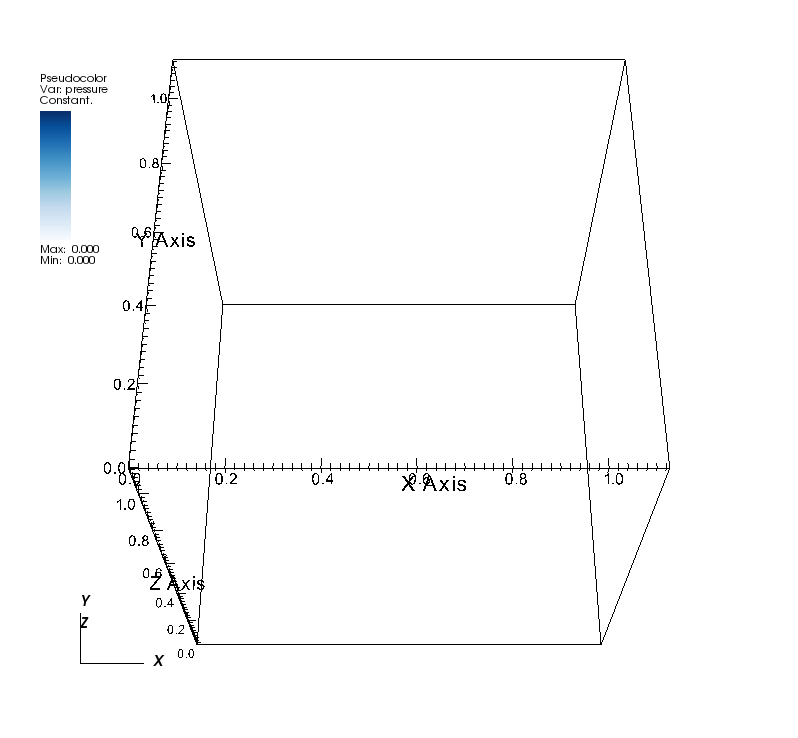 Pseudocolor
Var: pressure
Constant.
Max: 0.000
Min: 0.000
1.0
0.8
0.6
Y Axis
0.4
0.2
0.0
0.0
0.2
0.4
0.6
0.8
1.0
X Axis
1.0
0.8
0.6
Z Axis
0.4
0.2
0.0
Y
Z
X